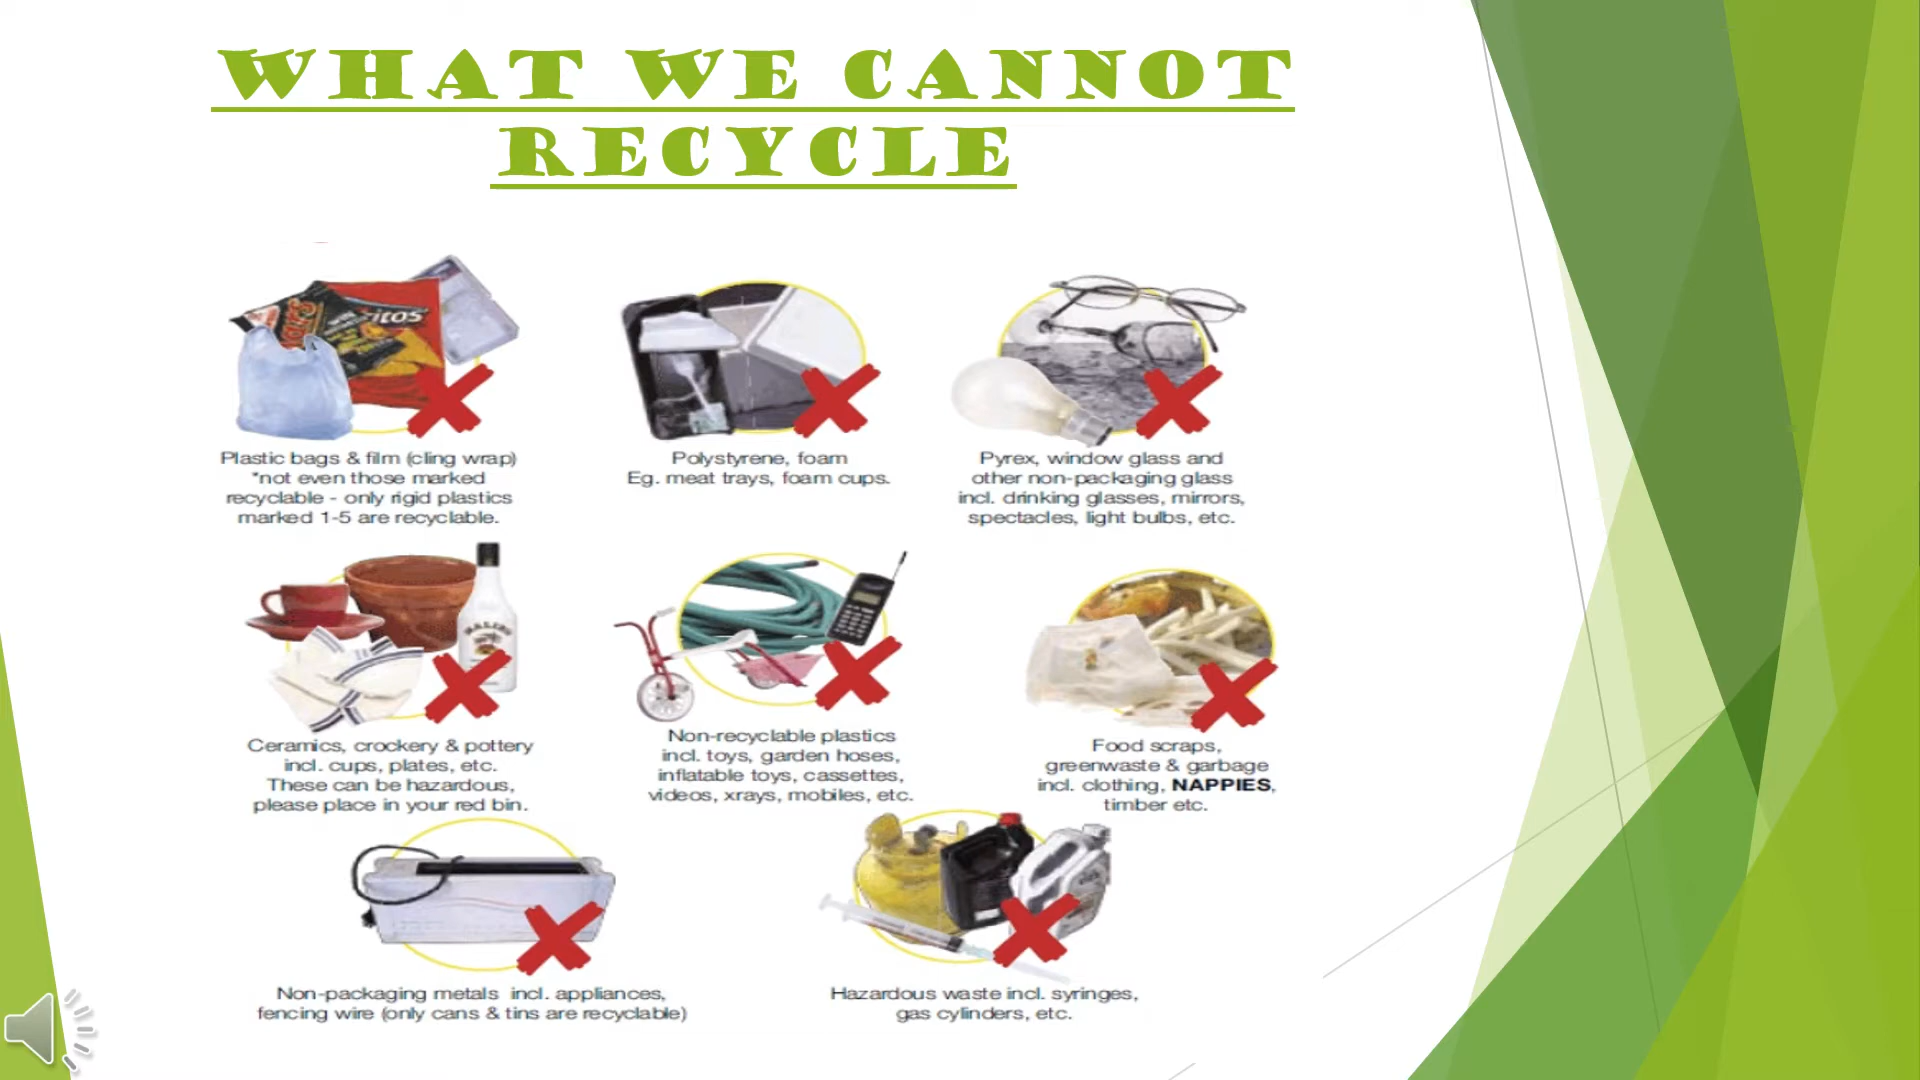 WHAT WE CANNOT
RECYCLE
itos
Plastic bags & film (cling wrap)
*not even those marked
recyclable - only rigid plastics
marked 1-5 are recyclable.
Polystyrene, foam
Eg. meat trays, foam cups.
Pyrex, window glass and
other non-packaging glass
incl. drinking glasses, mirrors,
spectacles, light bulbs, etc.
Ceramics, crockery & pottery
incl. cups, plates, etc.
These can be hazardous,
please place in your red bin.
Non-recyclable plastics
incl. toys, garden hoses,
inflatable toys, cassettes,
videos, xrays, mobiles, etc.
Food scraps,
greenwaste & garbage
incl. clothing, NAPPIES,
timber etc.
Non-packaging metals incl. appliances,
fencing wire (only cans & tins are recyclable)
Hazardous waste incl. syringes,
gas cylinders, etc.